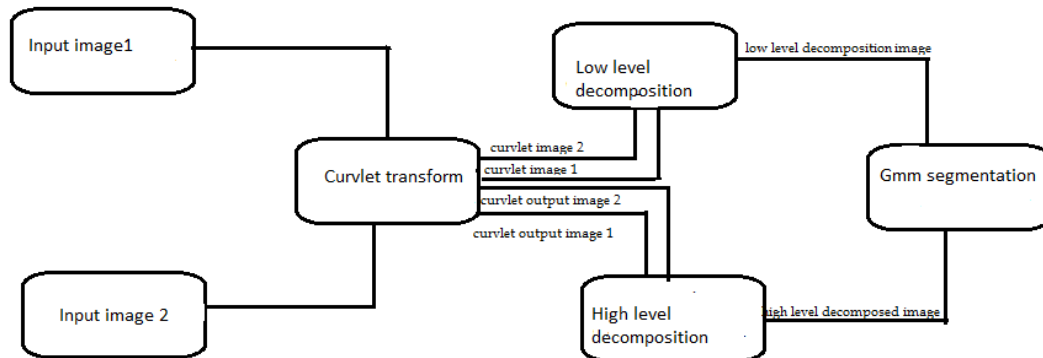 Input image1
Low level
decomposition
low level decomposition image
curvlet image 2
curvlet image 1
Curvlet transform
Gmm segmentation
curvlet output image 2
curvlet output image 1
Input image 2
High level
decomposition
high level decomposed image